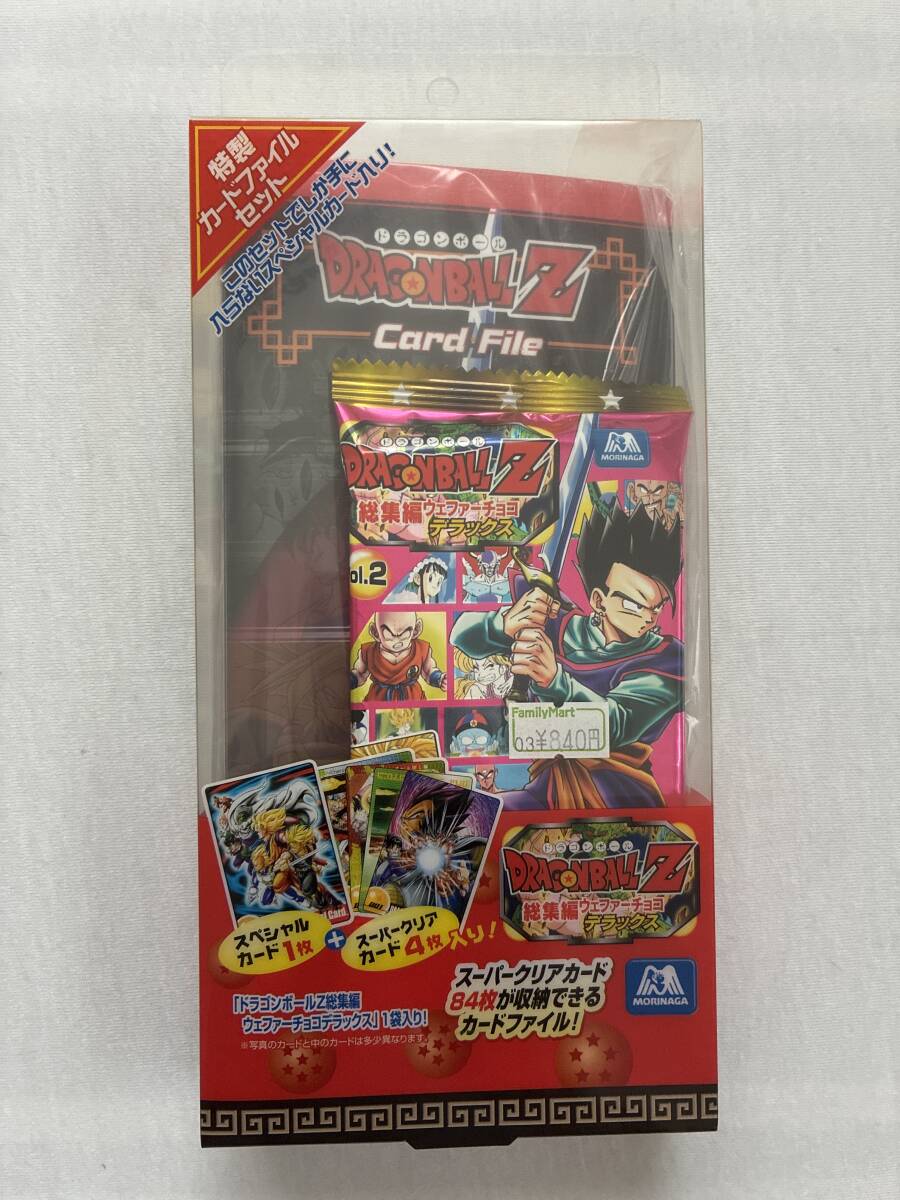 特製
カードファイル
セット
このセットでしか手に
入らないスペシャルカード入り!
ドラゴンボール
DRAGONBALL Z
Card File
ドラゴンボール
DRAGONBALL Z
総集編 ウエファーチョコ
デラックス
MORINAGA
ol.2
FamilyMart
03¥840円
スペシャル
カード1枚
+
スーパークリア
カード4枚
入り!
ドラゴンボール
DRAGONBALL Z
総集編 ウエファーチョコ
デラックス
スーパークリアカード
84枚が収納できる
カードファイル!
MORINAGA
「ドラゴンボールZ総集編
ウエファーチョコデラックス」1袋入り!
※写真のカードと中のカードは多少異なります。